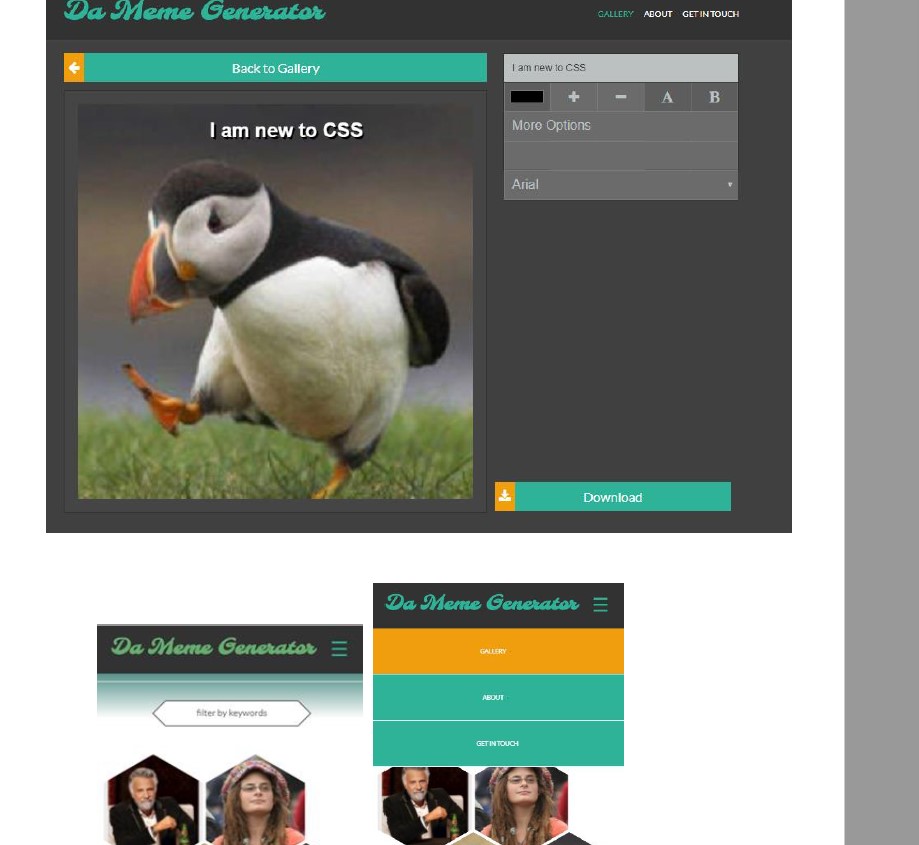 Da Meme Generator
GALLERY ABOUT GET IN TOUCH
Back to Gallery
I am new to CSS
I am new to CSS
A B
More Options
Arial
Download
Da Meme Generator
filter by keywords
Da Meme Generator
GALLERY
ABOUT
GET IN TOUCH